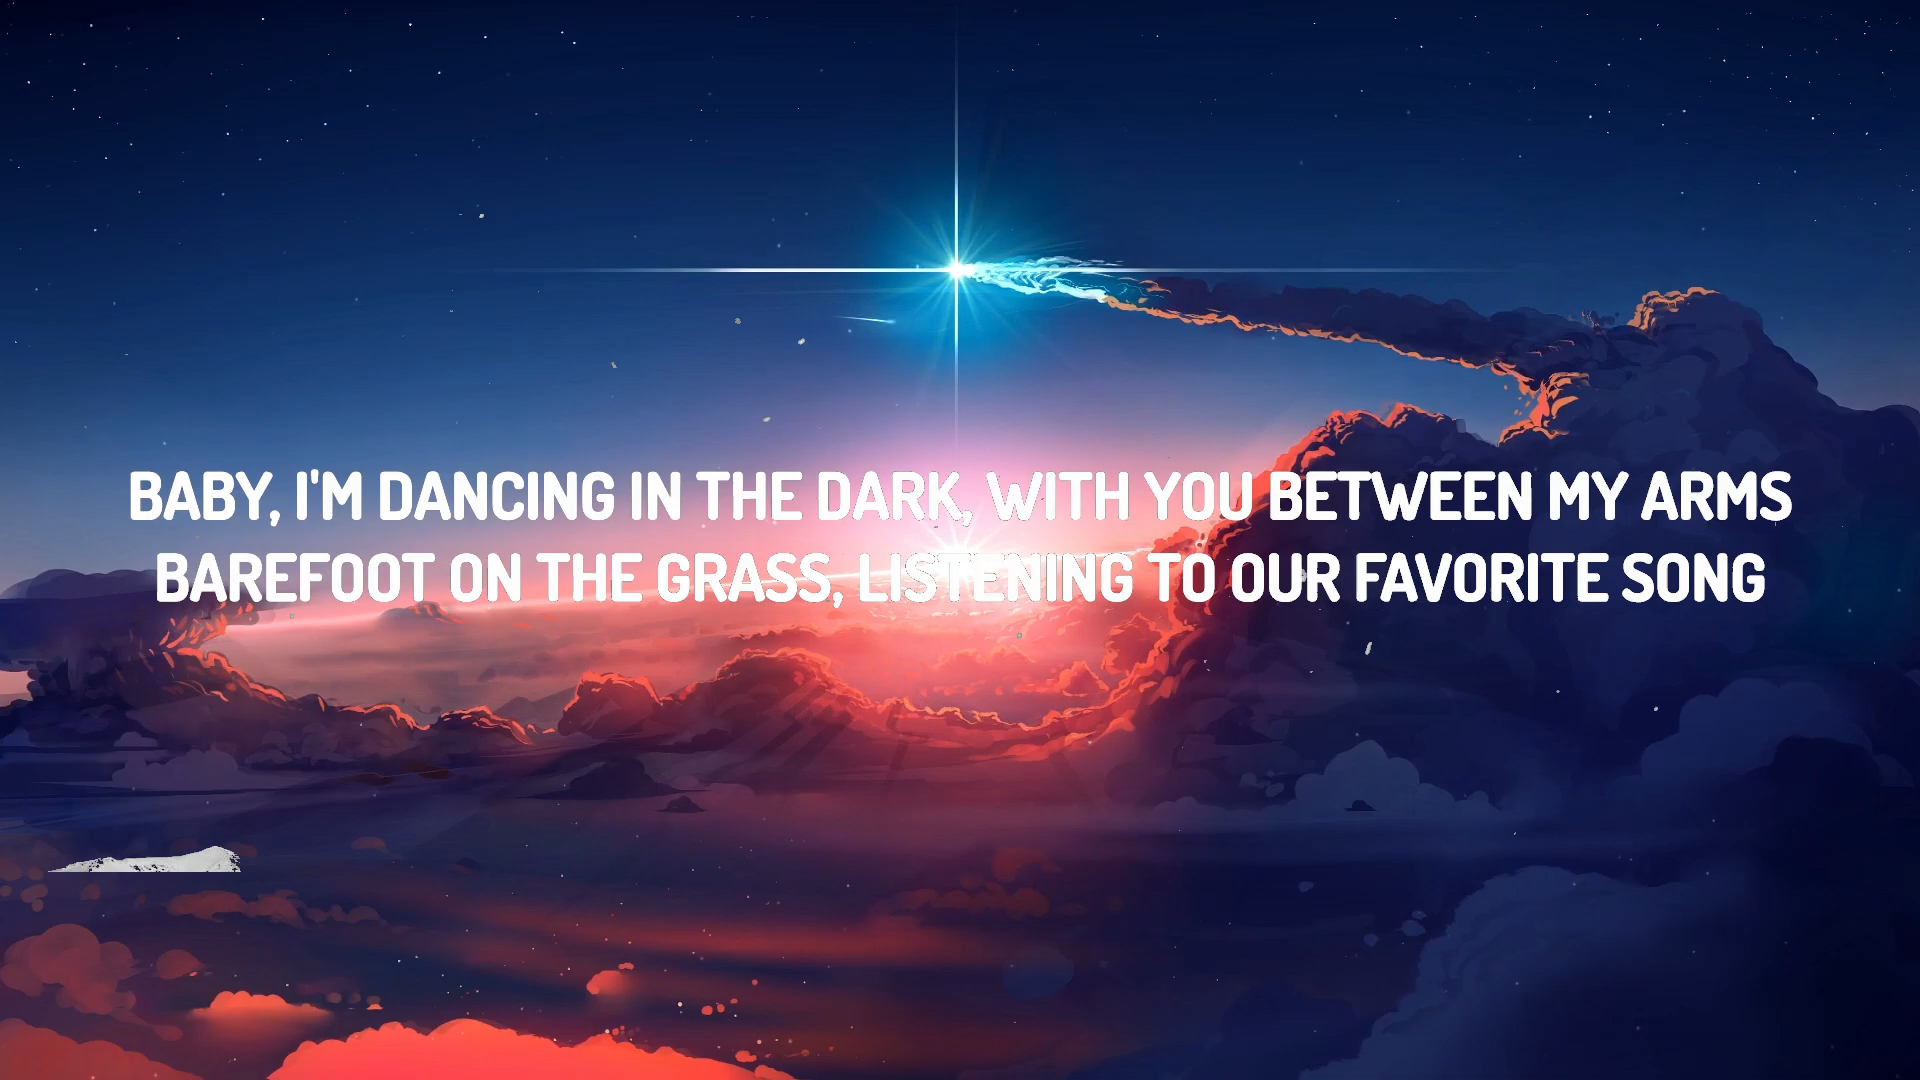 BABY, I'M DANCING IN THE DARK, WITH YOU BETWEEN MY ARMS
BAREFOOT ON THE GRASS, LISTENING TO OUR FAVORITE SONG